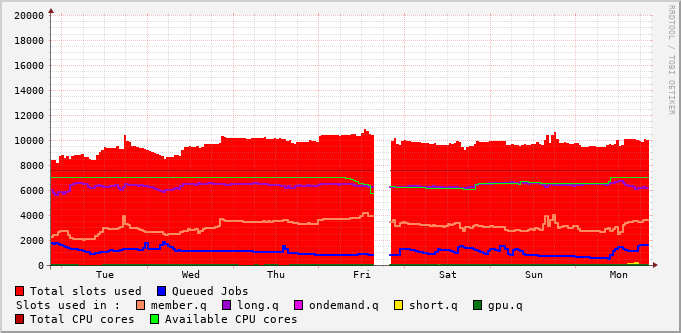 RRDTOOL / TOBI OETIKER
20000
18000
16000
14000
12000
10000
8000
6000
4000
2000
0
Tue Wed Thu Fri Sat Sun Mon
Total slots used Queued Jobs
Slots used in : member.q long.q ondemand.q short.q gpu.q
Total CPU cores Available CPU cores